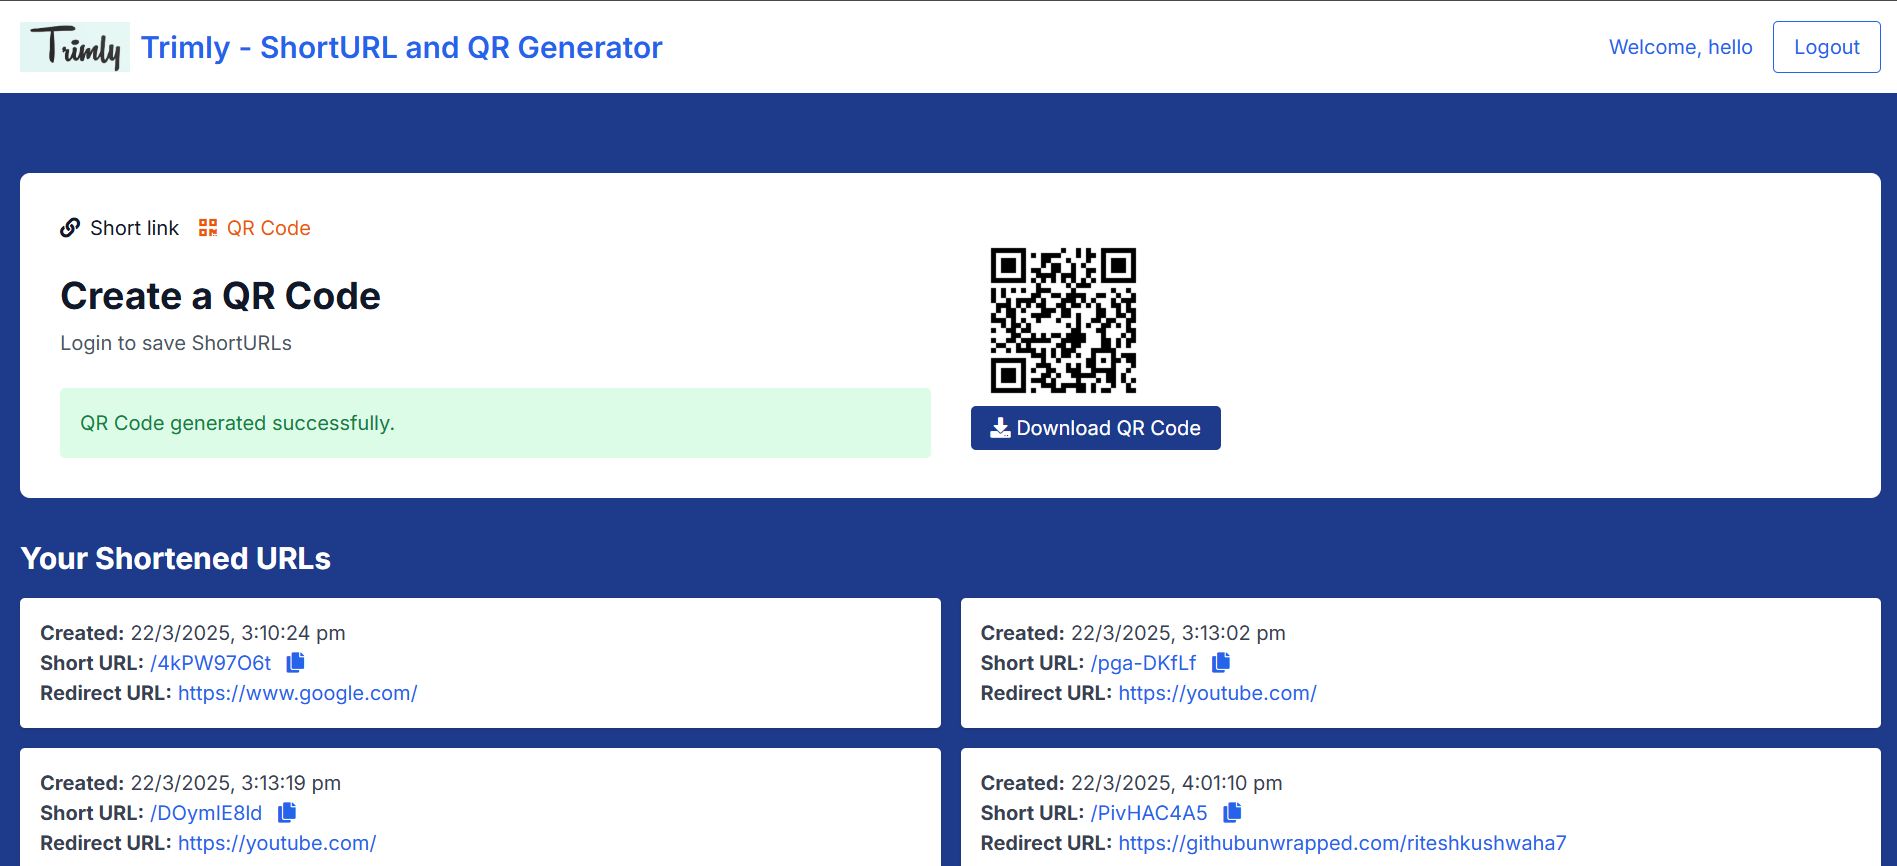 Trimly
Trimly - ShortURL and QR Generator
Welcome, hello
Logout
Short link
QR Code
Create a QR Code
Login to save ShortURLs
QR Code generated successfully.
Download QR Code
Your Shortened URLs
Created: 22/3/2025, 3:10:24 pm
Short URL: /4kPW97O6t
Redirect URL: https://www.google.com/
Created: 22/3/2025, 3:13:02 pm
Short URL: /pga-DKfLf
Redirect URL: https://youtube.com/
Created: 22/3/2025, 3:13:19 pm
Short URL: /DOymIE8Id
Redirect URL: https://youtube.com/
Created: 22/3/2025, 4:01:10 pm
Short URL: /PivHAC4A5
Redirect URL: https://githubunwrapped.com/riteshkushwaha7